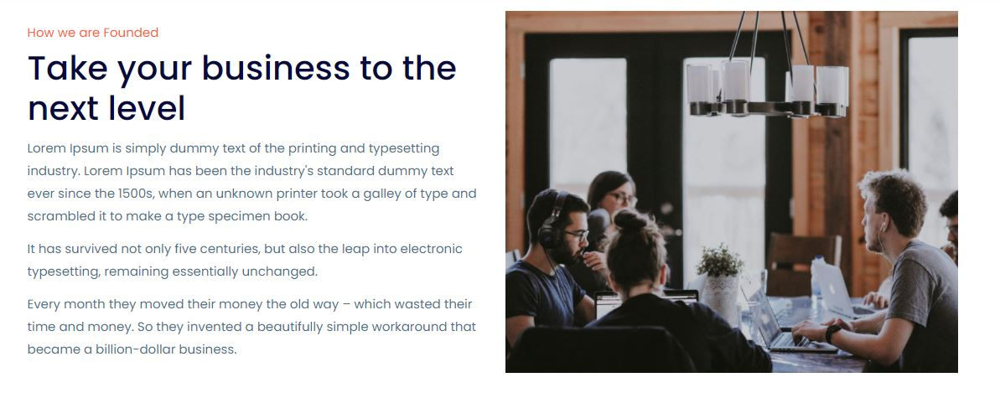 How we are Founded
Take your business to the
next level
Lorem Ipsum is simply dummy text of the printing and typesetting
industry. Lorem Ipsum has been the industry's standard dummy text
ever since the 1500s, when an unknown printer took a galley of type and
scrambled it to make a type specimen book.
It has survived not only five centuries, but also the leap into electronic
typesetting, remaining essentially unchanged.
Every month they moved their money the old way – which wasted their
time and money. So they invented a beautifully simple workaround that
became a billion-dollar business.